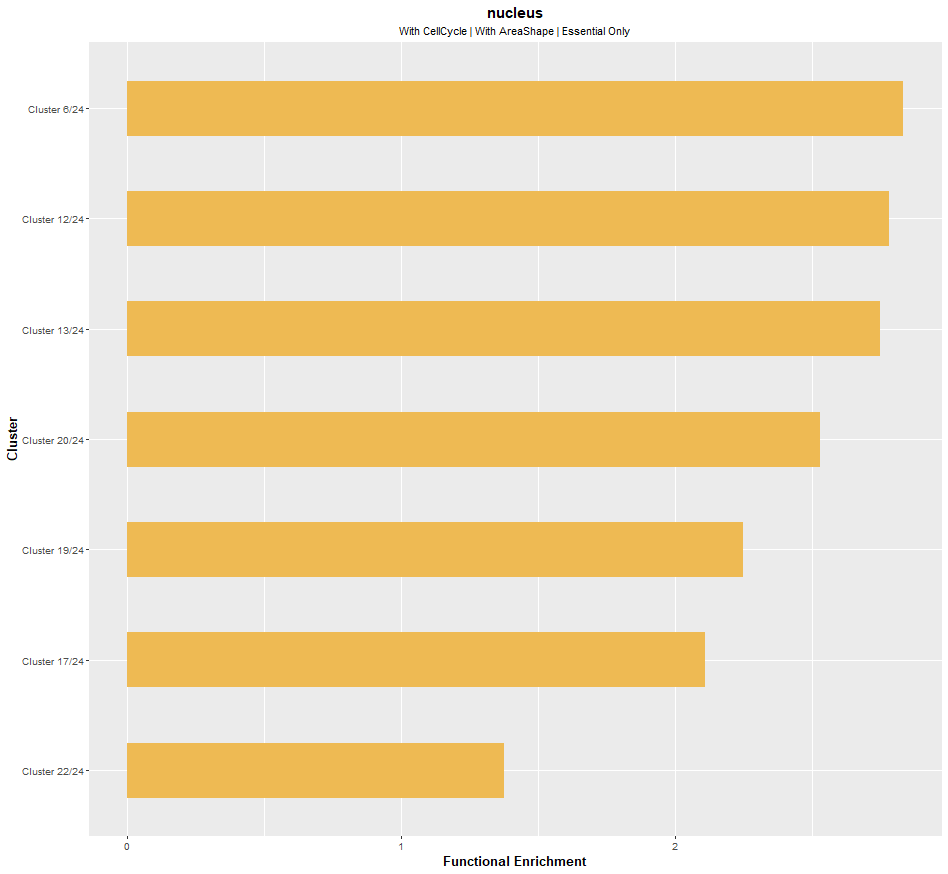 nucleus
With CellCycle | With AreaShape | Essential Only
Cluster
Cluster 6/24
Cluster 12/24
Cluster 13/24
Cluster 20/24
Cluster 19/24
Cluster 17/24
Cluster 22/24
0 1 2
Functional Enrichment